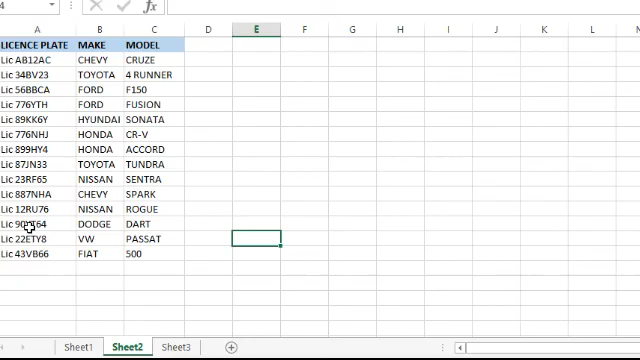 4 fx
A B C D E F G H I J K L M N
LICENCE PLATE MAKE MODEL
Lic AB12AC CHEVY CRUZE
Lic 34BV23 TOYOTA 4 RUNNER
Lic 56BBCA FORD F150
Lic 776YTH FORD FUSION
Lic 89KK6Y HYUNDAI SONATA
Lic 776NHJ HONDA CR-V
Lic 899HY4 HONDA ACCORD
Lic 87JN33 TOYOTA TUNDRA
Lic 23RF65 NISSAN SENTRA
Lic 887NHA CHEVY SPARK
Lic 12RU76 NISSAN ROGUE
Lic DODGE DART
Lic 22ETY8 VW PASSAT
Lic 43VB66 FIAT 500
Sheet1 Sheet2 Sheet3